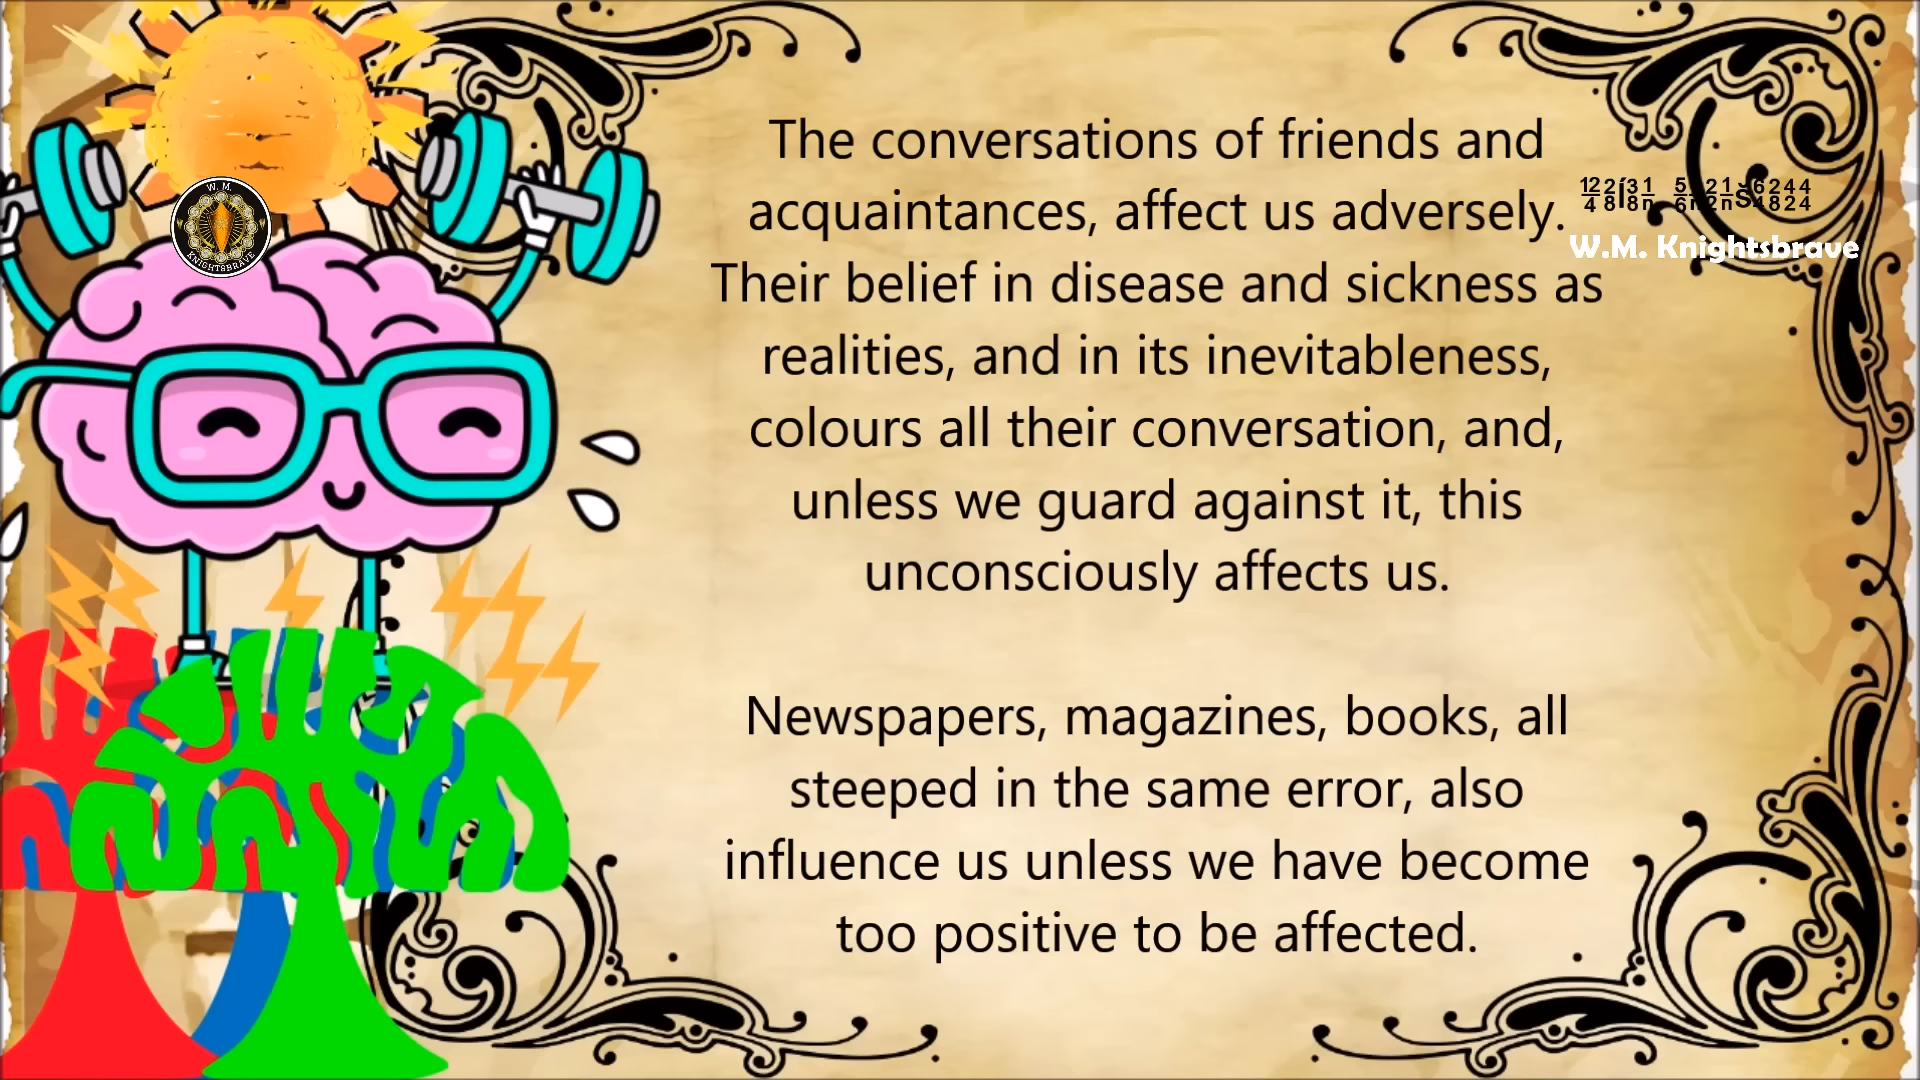 The conversations of friends and
acquaintances, affect us adversely.
Their belief in disease and sickness as
realities, and in its inevitableness,
colours all their conversation, and,
unless we guard against it, this
unconsciously affects us.
Newspapers, magazines, books, all
steeped in the same error, also
influence us unless we have become
too positive to be affected.
W.M. Knightsbrave
W. M.
KNIGHTSBRAVE